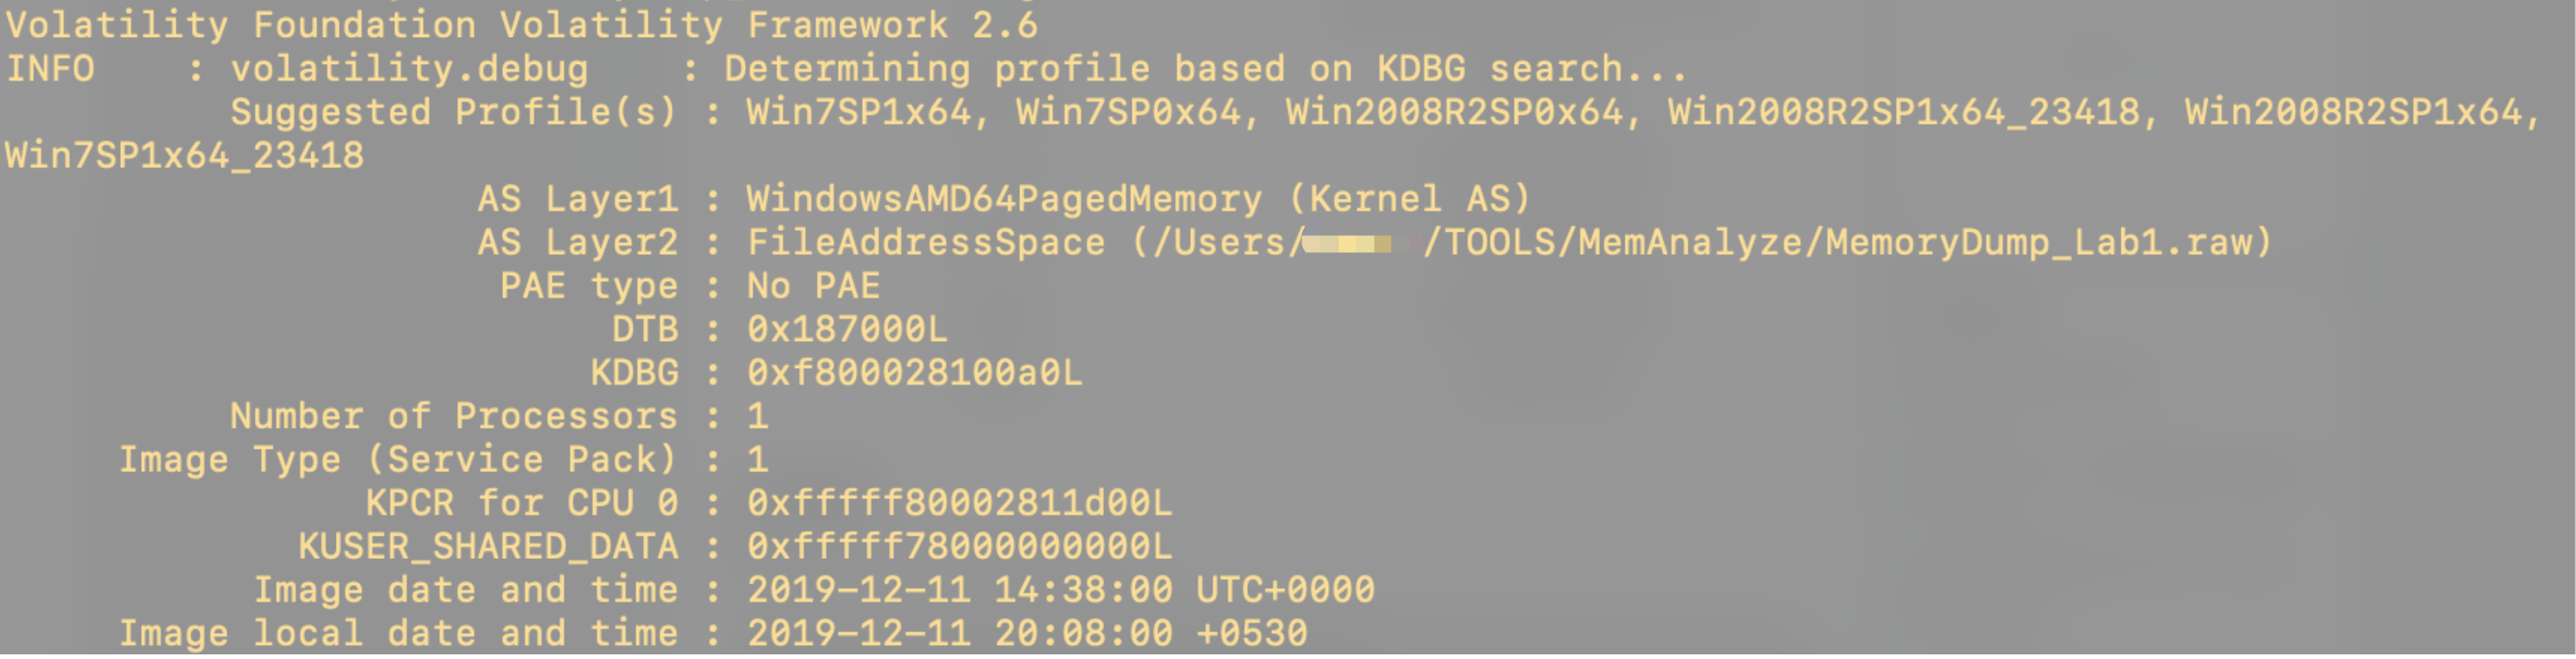 Volatility Foundation Volatility Framework 2.6
INFO    : volatility.debug    : Determining profile based on KDBG search...
Suggested Profile(s) : Win7SP1x64, Win7SP0x64, Win2008R2SP0x64, Win2008R2SP1x64_23418, Win2008R2SP1x64,
Win7SP1x64_23418
AS Layer1 : WindowsAMD64PagedMemory (Kernel AS)
AS Layer2 : FileAddressSpace (/Users/ /TOOLS/MemAnalyze/MemoryDump_Lab1.raw)
PAE type : No PAE
DTB : 0x187000L
KDBG : 0xf800028100a0L
Number of Processors : 1
Image Type (Service Pack) : 1
KPCR for CPU 0 : 0xfffff80002811d00L
KUSER_SHARED_DATA : 0xfffff78000000000L
Image date and time : 2019-12-11 14:38:00 UTC+0000
Image local date and time : 2019-12-11 20:08:00 +0530